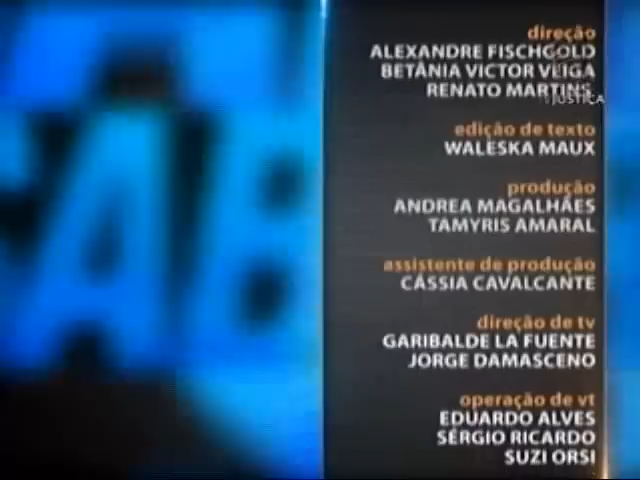 ÁB
direção
ALEXANDRE FISCHGOLD
BETÂNIA VICTOR VEIGA
RENATO MARTINS
TV JUSTIÇA
edição de texto
WALESKA MAUX
produção
ANDREA MAGALHÃES
TAMYRIS AMARAL
assistente de produção
CÁSSIA CAVALCANTE
direção de tv
GARIBALDE LA FUENTE
JORGE DAMASCENO
operação de vt
EDUARDO ALVES
SÉRGIO RICARDO
SUZI ORSI